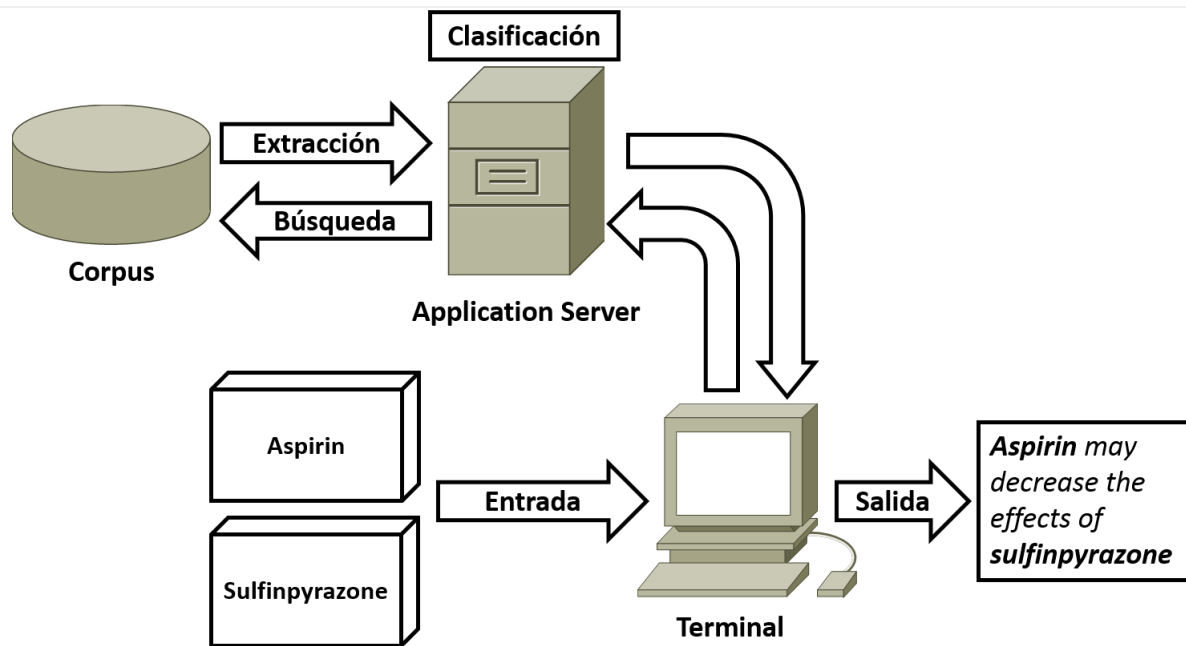 Clasificación
Extracción
Búsqueda
Corpus
Application Server
Aspirin
Sulfinpyrazone
Entrada
Terminal
Salida
Aspirin may
decrease the
effects of
sulfinpyrazone